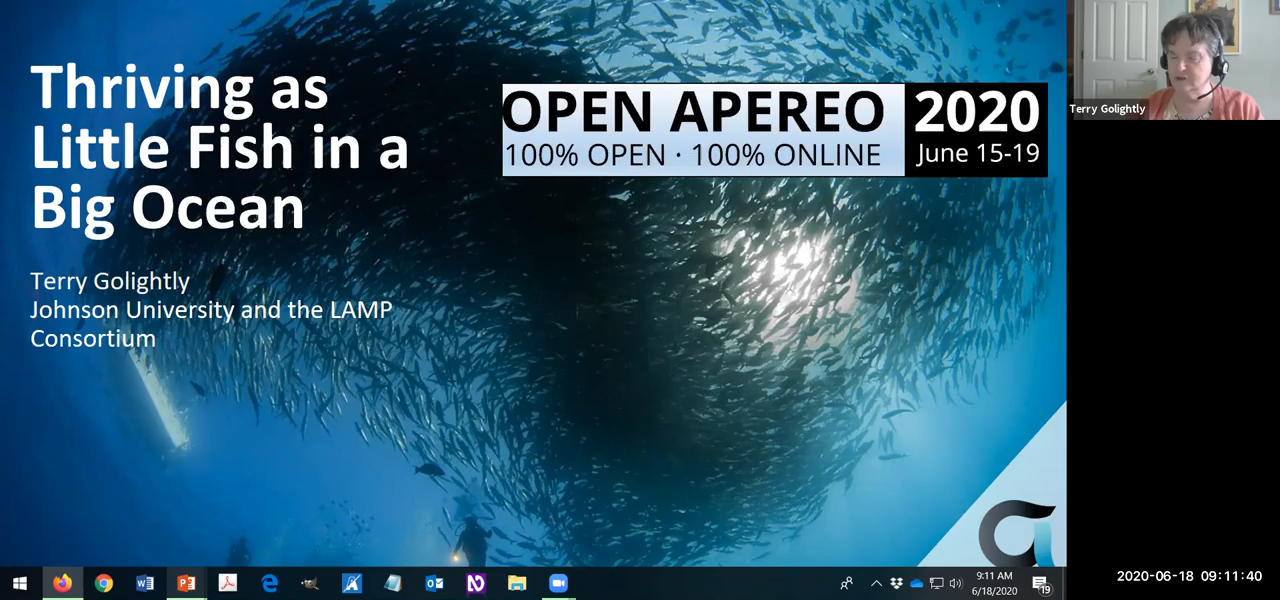 Thriving as
Little Fish in a
Big Ocean
Terry Golightly
Johnson University and the LAMP
Consortium
OPEN APEREO 2020
100% OPEN · 100% ONLINE June 15-19
Terry Golightly
9:11 AM
6/18/2020
19
2020-06-18 09:11:40